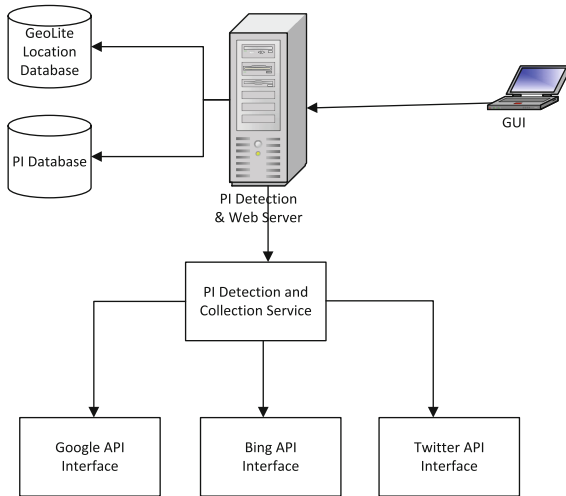 GeoLite
Location
Database
PI Database
PI Detection
& Web Server
GUI
PI Detection and
Collection Service
Google API
Interface
Bing API
Interface
Twitter API
Interface